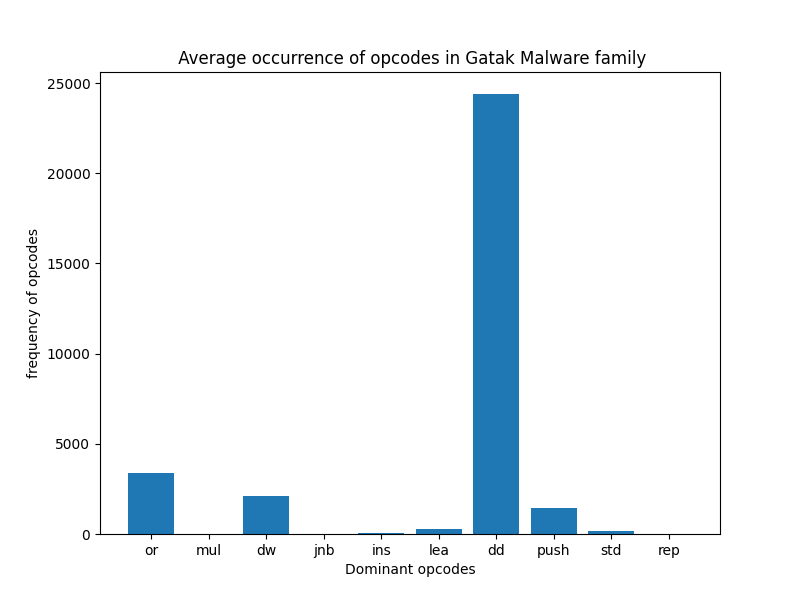 Average occurrence of opcodes in Gatak Malware family
frequency of opcodes
25000
20000
15000
10000
5000
0
or mul dw jnb ins lea dd push std rep
Dominant opcodes